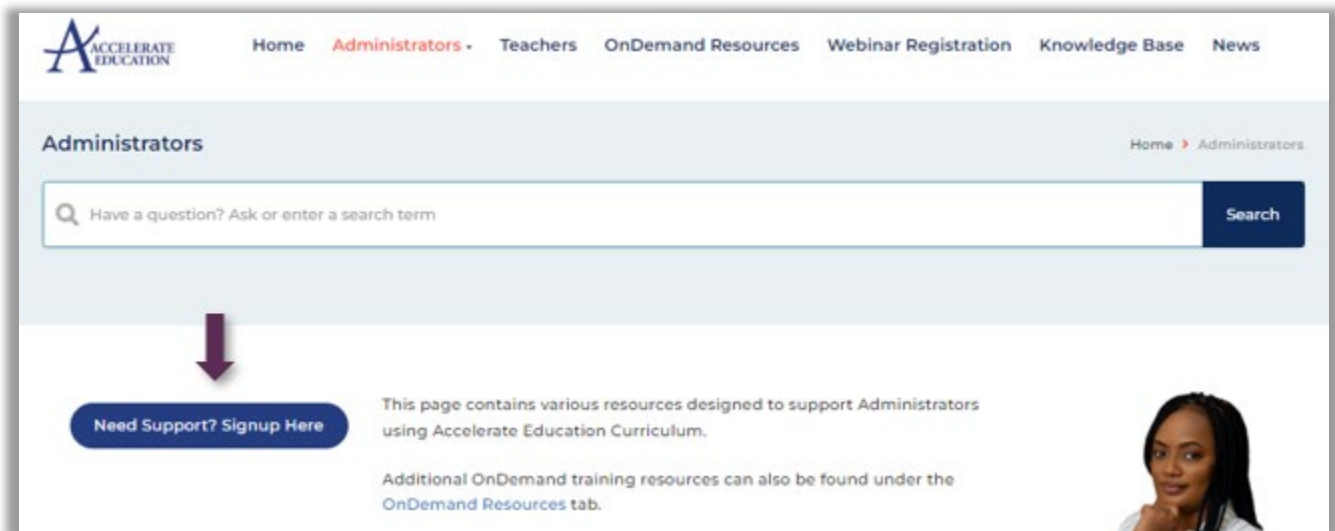 ACCELERATE
EDUCATION
Home Administrators Teachers OnDemand Resources Webinar Registration Knowledge Base News
Administrators
Home > Administrators
Have a question? Ask or enter a search term
Search
Need Support? Signup Here
This page contains various resources designed to support Administrators
using Accelerate Education Curriculum.
Additional OnDemand training resources can also be found under the
OnDemand Resources tab.